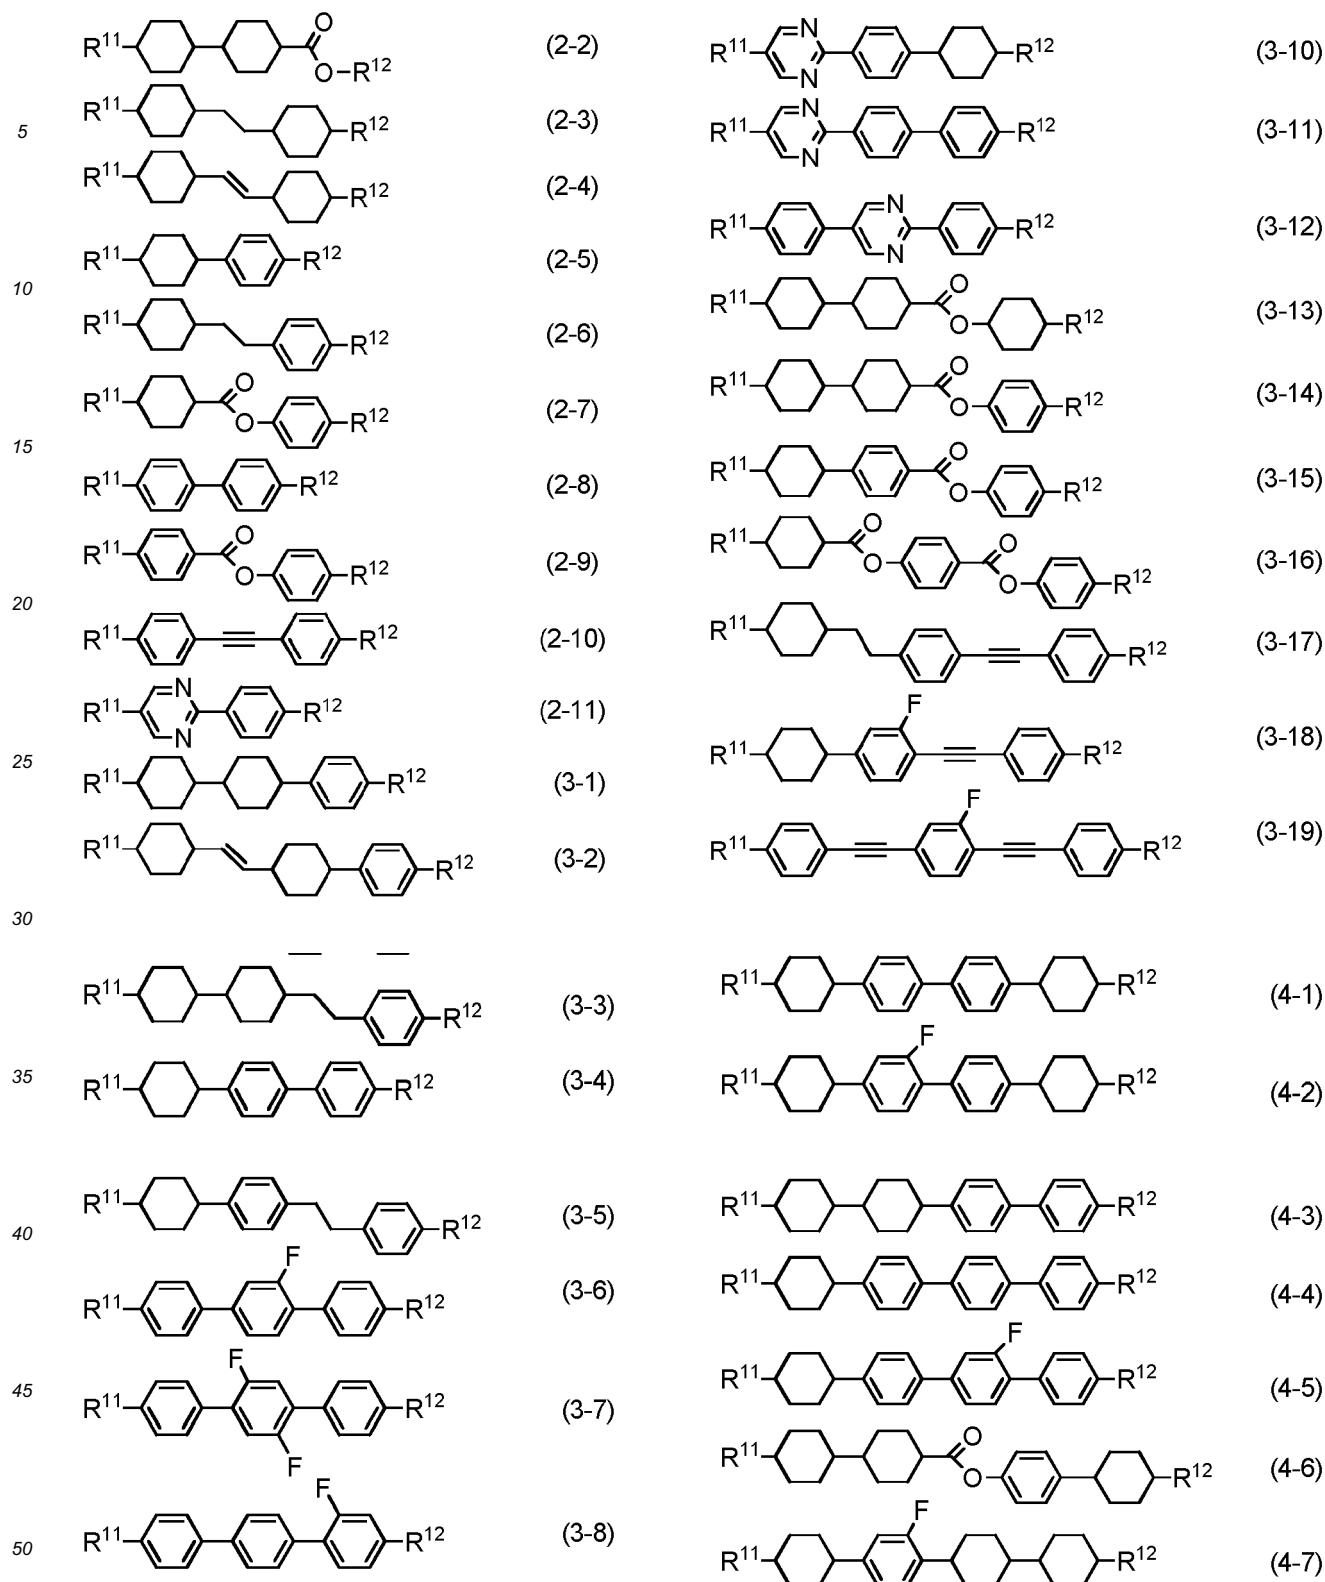 R11 O O–R12 (2-2)
R11 R12 (2-3)
5
R11 R12 (2-4)
R11 R12 (2-5)
10
R11 R12 (2-6)
R11 O O R12 (2-7)
15
R11 R12 (2-8)
R11 O O R12 (2-9)
20
R11 R12 (2-10)
R11 N N R12 (2-11)
25
R11 R12 (3-1)
R11 R12 (3-2)
30
R11 R12 (3-3)
35
R11 R12 (3-4)
R11 R12 (3-5)
40
F
R11 R12 (3-6)
F
45
R11 R12 (3-7)
F
F
R11 R12 (3-8)
50
R11 N N R12 (3-10)
R11 N N R12 (3-11)
R11 N N R12 (3-12)
R11 O O R12 (3-13)
R11 O O R12 (3-14)
R11 O O R12 (3-15)
R11 O O O O R12 (3-16)
R11 R12 (3-17)
F
R11 R12 (3-18)
F
R11 R12 (3-19)
R11 R12 (4-1)
F
R11 R12 (4-2)
R11 R12 (4-3)
R11 R12 (4-4)
F
R11 R12 (4-5)
R11 O O R12 (4-6)
F
R11 R12 (4-7)